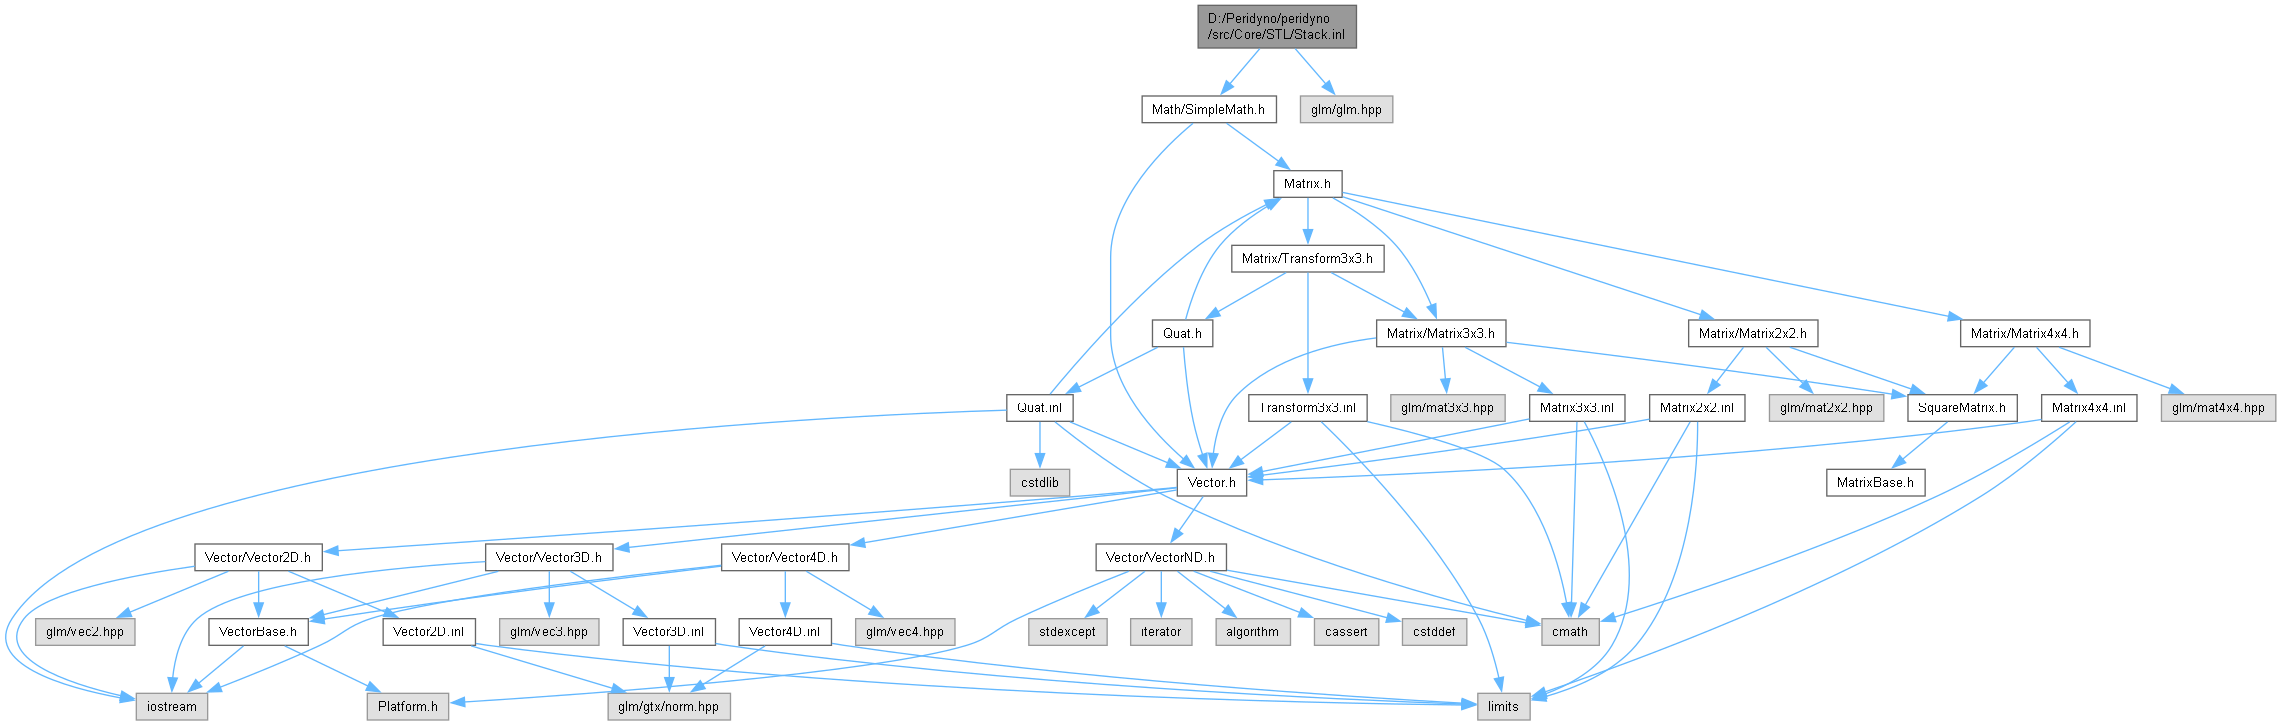 D:/Peridyno/peridyno
/src/Core/STL/Stack.inl
Math/SimpleMath.h
glm/glm.hpp
Matrix.h
Matrix/Transform3x3.h
Quat.h
Matrix/Matrix3x3.h
Matrix/Matrix2x2.h
Matrix/Matrix4x4.h
Quat.inl
Transform3x3.inl
glm/mat3x3.hpp
Matrix3x3.inl
Matrix2x2.inl
glm/mat2x2.hpp
SquareMatrix.h
Matrix4x4.inl
glm/mat4x4.hpp
cstdlib
Vector.h
MatrixBase.h
Vector/Vector2D.h
Vector/Vector3D.h
Vector/Vector4D.h
Vector/VectorND.h
glm/vec2.hpp
VectorBase.h
Vector2D.inl
glm/vec3.hpp
Vector3D.inl
Vector4D.inl
glm/vec4.hpp
stdexcept
iterator
algorithm
cassert
cstddef
cmath
iostream
Platform.h
glm/gtx/norm.hpp
limits